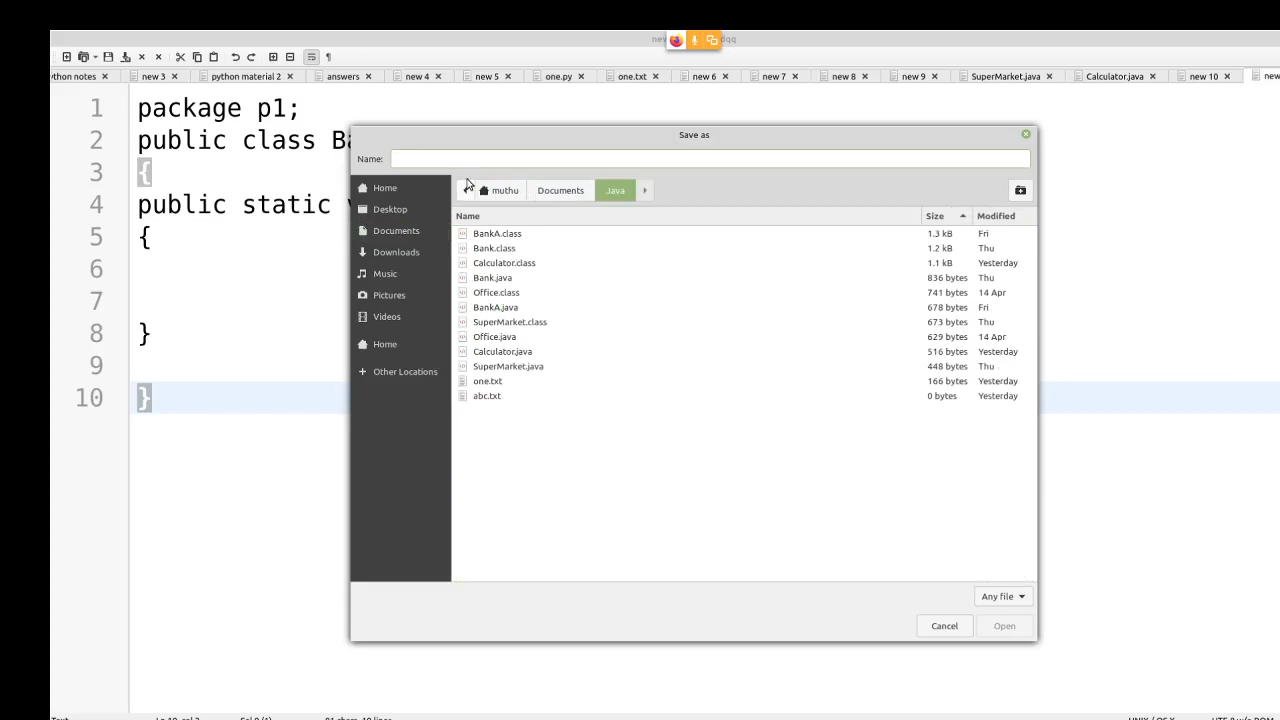 ython notes
new 3
python material 2
answers
new 4
new 5
one.py
one.txt
new 6
new 7
new 8
new 9
SuperMarket.java
Calculator.java
new 10
new
1 package p1;
2 public class Ba
3 {
4 public static v
5 {
6
7
8 }
9
10 }
Save as
Name:
Home
Desktop
Documents
Downloads
Music
Pictures
Videos
Home
Other Locations
muthu Documents Java
Name Size Modified
BankA.class 1.3 kB Fri
Bank.class 1.2 kB Thu
Calculator.class 1.1 kB Yesterday
Bank.java 836 bytes Thu
Office.class 741 bytes 14 Apr
BankA.java 678 bytes Fri
SuperMarket.class 673 bytes Thu
Office.java 629 bytes 14 Apr
Calculator.java 516 bytes Yesterday
SuperMarket.java 448 bytes Thu
one.txt 166 bytes Yesterday
abc.txt 0 bytes Yesterday
Any file
Cancel Open